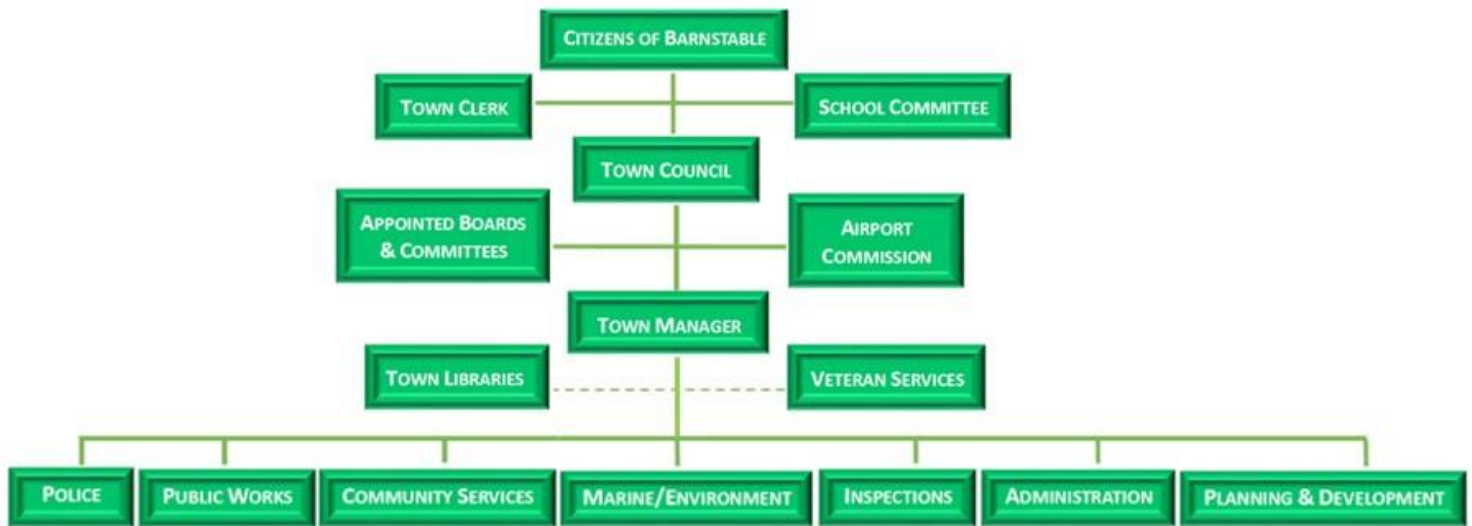 CITIZENS OF BARNSTABLE
TOWN CLERK
SCHOOL COMMITTEE
TOWN COUNCIL
APPOINTED BOARDS
& COMMITTEES
AIRPORT
COMMISSION
TOWN MANAGER
TOWN LIBRARIES
VETERAN SERVICES
POLICE
PUBLIC WORKS
COMMUNITY SERVICES
MARINE/ENVIRONMENT
INSPECTIONS
ADMINISTRATION
PLANNING & DEVELOPMENT